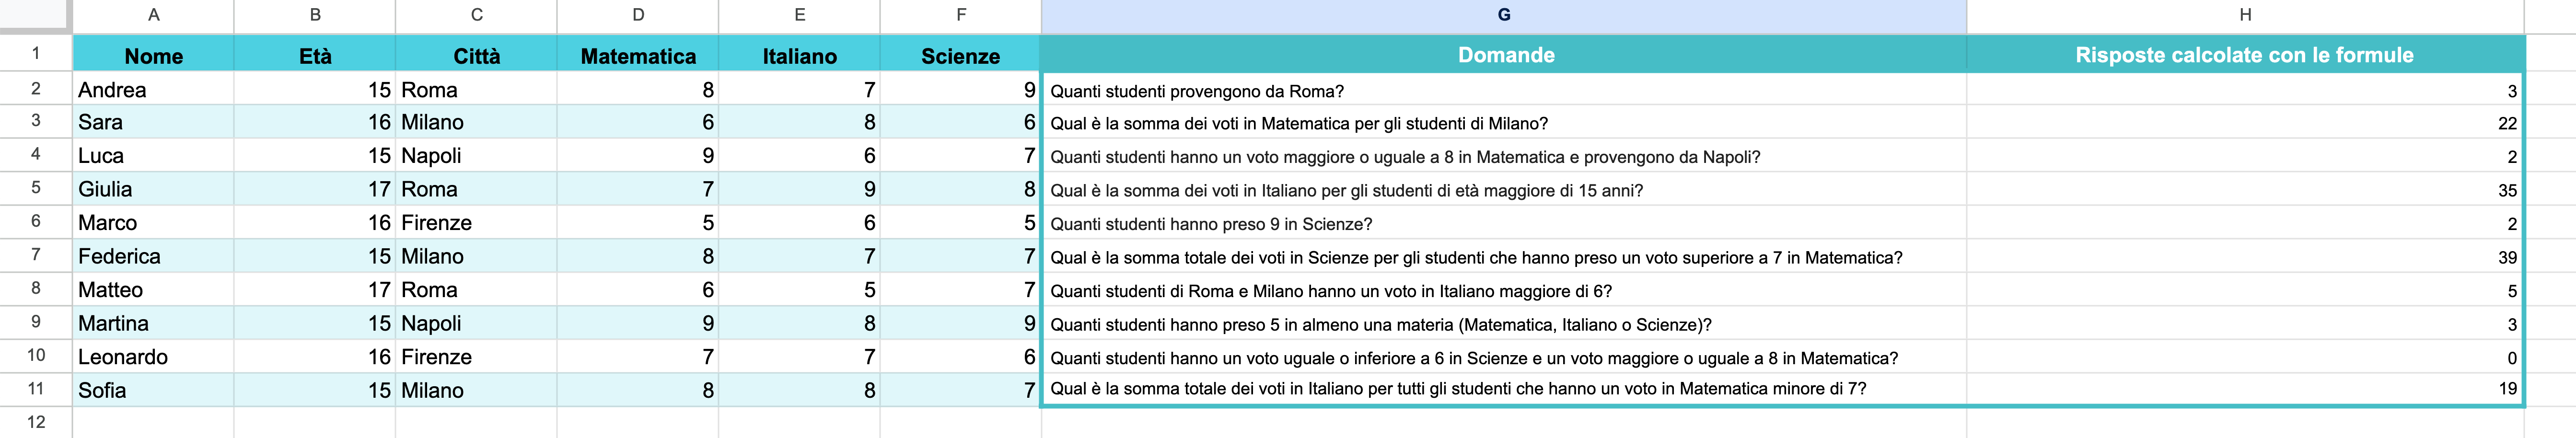 A B C D E F G H
1 Nome Età Città Matematica Italiano Scienze Domande Risposte calcolate con le formule
2 Andrea 15 Roma 8 7 9 Quanti studenti provengono da Roma? 3
3 Sara 16 Milano 6 8 6 Qual è la somma dei voti in Matematica per gli studenti di Milano? 22
4 Luca 15 Napoli 9 6 7 Quanti studenti hanno un voto maggiore o uguale a 8 in Matematica e provengono da Napoli? 2
5 Giulia 17 Roma 7 9 8 Qual è la somma dei voti in Italiano per gli studenti di età maggiore di 15 anni? 35
6 Marco 16 Firenze 5 6 5 Quanti studenti hanno preso 9 in Scienze? 2
7 Federica 15 Milano 8 7 7 Qual è la somma totale dei voti in Scienze per gli studenti che hanno preso un voto superiore a 7 in Matematica? 39
8 Matteo 17 Roma 6 5 7 Quanti studenti di Roma e Milano hanno un voto in Italiano maggiore di 6? 5
9 Martina 15 Napoli 9 8 9 Quanti studenti hanno preso 5 in almeno una materia (Matematica, Italiano o Scienze)? 3
10 Leonardo 16 Firenze 7 7 6 Quanti studenti hanno un voto uguale o inferiore a 6 in Scienze e un voto maggiore o uguale a 8 in Matematica? 0
11 Sofia 15 Milano 8 8 7 Qual è la somma totale dei voti in Italiano per tutti gli studenti che hanno un voto in Matematica minore di 7? 19
12